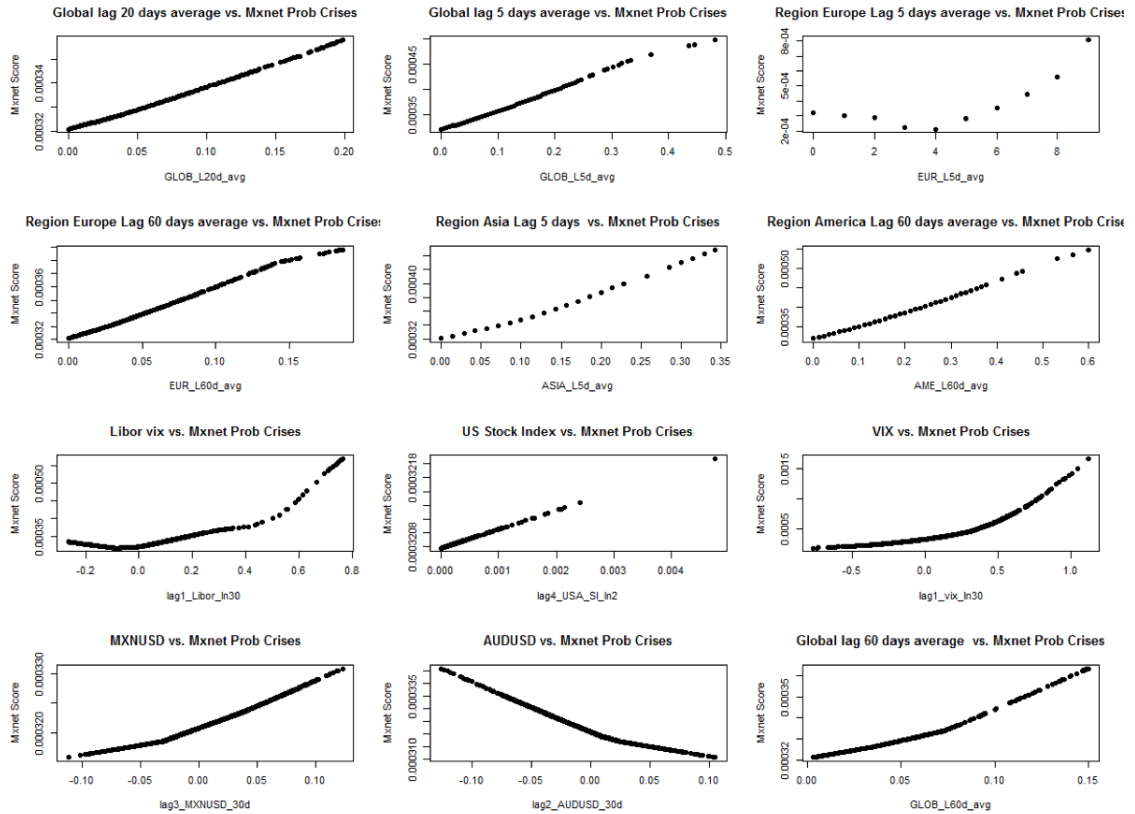 Global lag 20 days average vs. Mxnet Prob Crises
Mxnet Score
0.00032 0.00034
0.00 0.05 0.10 0.15 0.20
GLOB_L20d_avg
Global lag 5 days average vs. Mxnet Prob Crises
Mxnet Score
0.00035 0.00045
0.0 0.1 0.2 0.3 0.4 0.5
GLOB_L5d_avg
Region Europe Lag 5 days average vs. Mxnet Prob Crises
Mxnet Score
2e-04 5e-04 8e-04
0 2 4 6 8
EUR_L5d_avg
Region Europe Lag 60 days average vs. Mxnet Prob Crises
Mxnet Score
0.00032 0.00036
0.00 0.05 0.10 0.15
EUR_L60d_avg
Region Asia Lag 5 days vs. Mxnet Prob Crises
Mxnet Score
0.00032 0.00040
0.00 0.05 0.10 0.15 0.20 0.25 0.30 0.35
ASIA_L5d_avg
Region America Lag 60 days average vs. Mxnet Prob Crises
Mxnet Score
0.00035 0.00050
0.0 0.1 0.2 0.3 0.4 0.5 0.6
AME_L60d_avg
Libor vix vs. Mxnet Prob Crises
Mxnet Score
0.00035 0.00050
-0.2 0.0 0.2 0.4 0.6 0.8
lag1_Libor_ln30
US Stock Index vs. Mxnet Prob Crises
Mxnet Score
0.0003208 0.0003218
0.000 0.001 0.002 0.003 0.004
lag4_USA_SI_ln2
VIX vs. Mxnet Prob Crises
Mxnet Score
0.0005 0.0015
-0.5 0.0 0.5 1.0
lag1_vix_ln30
MXNUSD vs. Mxnet Prob Crises
Mxnet Score
0.000320 0.000330
-0.10 -0.05 0.00 0.05 0.10
lag3_MXNUSD_30d
AUDUSD vs. Mxnet Prob Crises
Mxnet Score
0.000310 0.000335
-0.10 -0.05 0.00 0.05 0.10
lag2_AUDUSD_30d
Global lag 60 days average vs. Mxnet Prob Crises
Mxnet Score
0.00032 0.00035
0.00 0.05 0.10 0.15
GLOB_L60d_avg